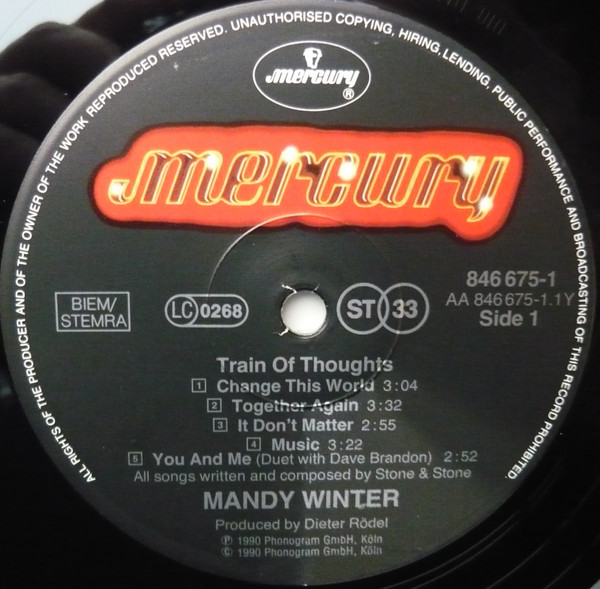 ALL RIGHTS OF THE PRODUCER AND OF THE OWNER OF THE WORK REPRODUCED RESERVED. UNAUTHORISED COPYING, HIRING, LENDING, PUBLIC PERFORMANCE AND BROADCASTING OF THIS RECORD PROHIBITED.
mercury
®
mercury
BIEM/
STEMRA
LC 0268
ST 33
846 675-1
AA 846 675-1.1Y
Side 1
Train Of Thoughts
1 Change This World 3:04
2 Together Again 3:32
3 It Don't Matter 2:55
4 Music 3:22
5 You And Me (Duet with Dave Brandon) 2:52
All songs written and composed by Stone & Stone
MANDY WINTER
Produced by Dieter Rödel
℗ 1990 Phonogram GmbH, Köln
© 1990 Phonogram GmbH, Köln